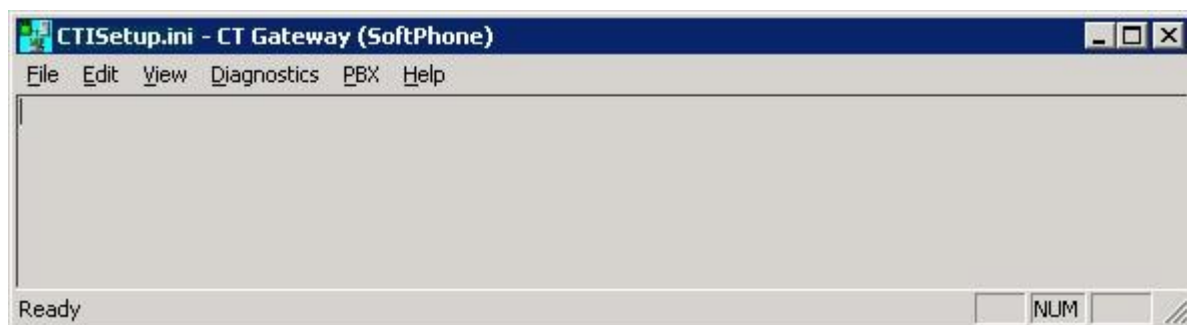 CTISetup.ini - CT Gateway (SoftPhone)
File Edit View Diagnostics PBX Help
Ready NUM